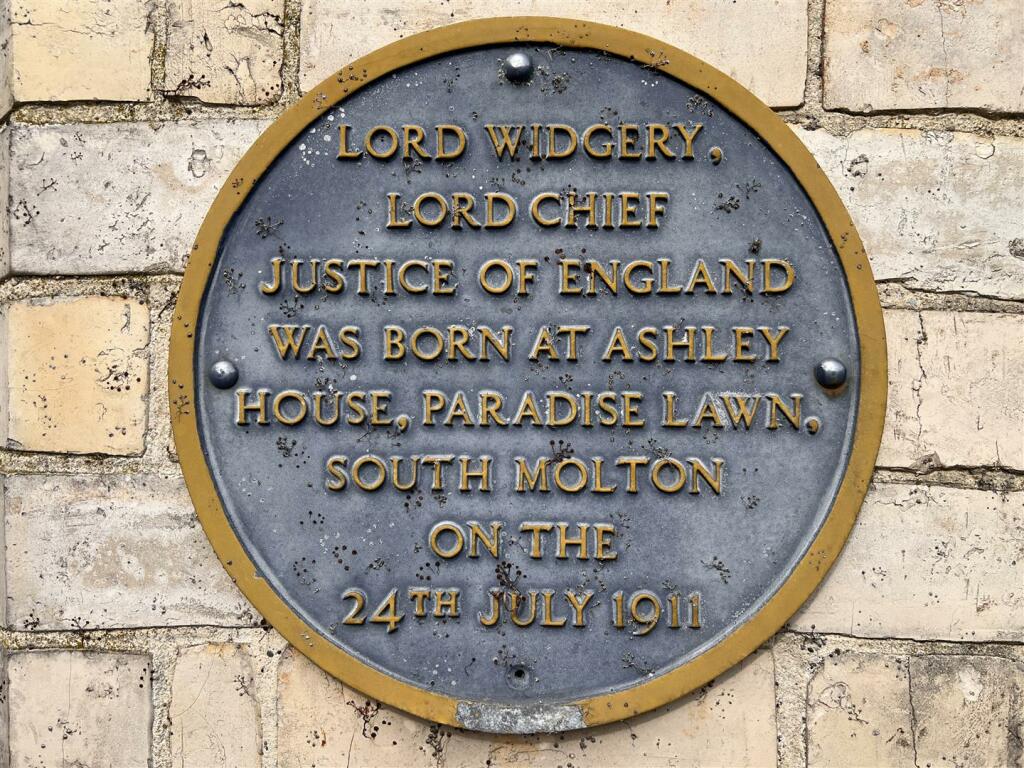 LORD WIDGERY,
LORD CHIEF
JUSTICE OF ENGLAND
WAS BORN AT ASHLEY
HOUSE, PARADISE LAWN,
SOUTH MOLTON
ON THE
24TH JULY 1911